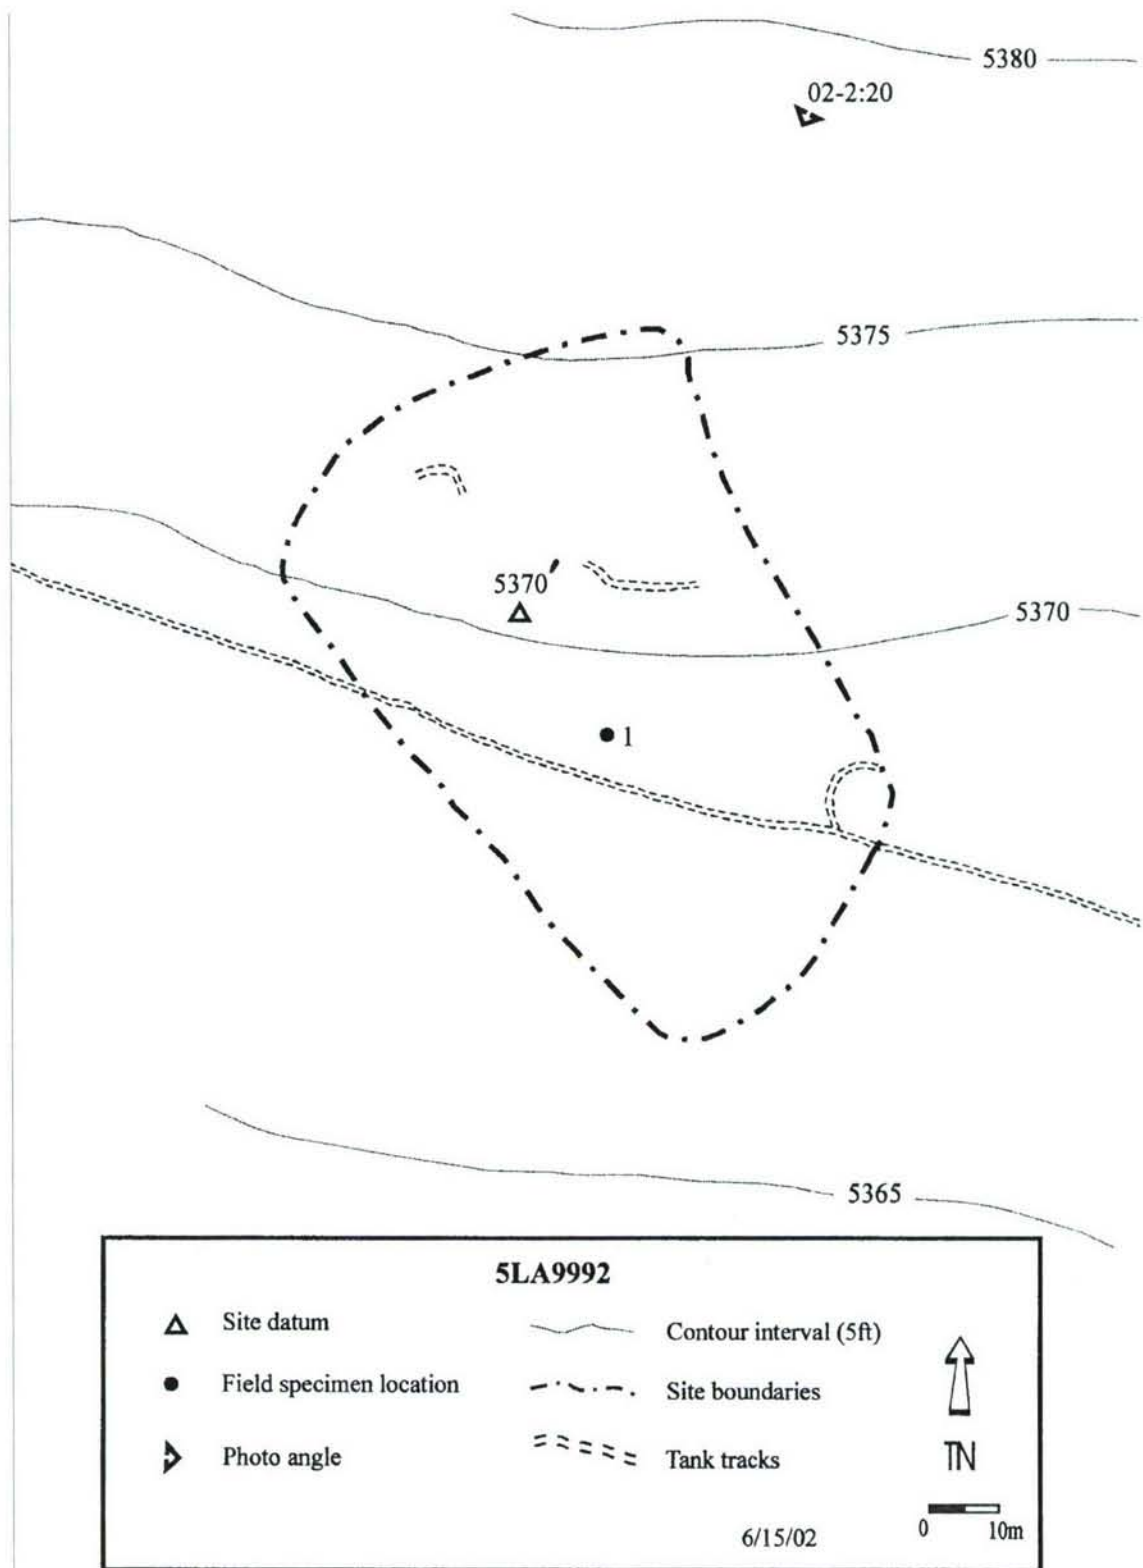 5380
02-2:20
5375
5370'
5370
1
5365
5LA9992
Site datum
Contour interval (5ft)
Field specimen location
Site boundaries
Photo angle
Tank tracks
TN
0 10m
6/15/02